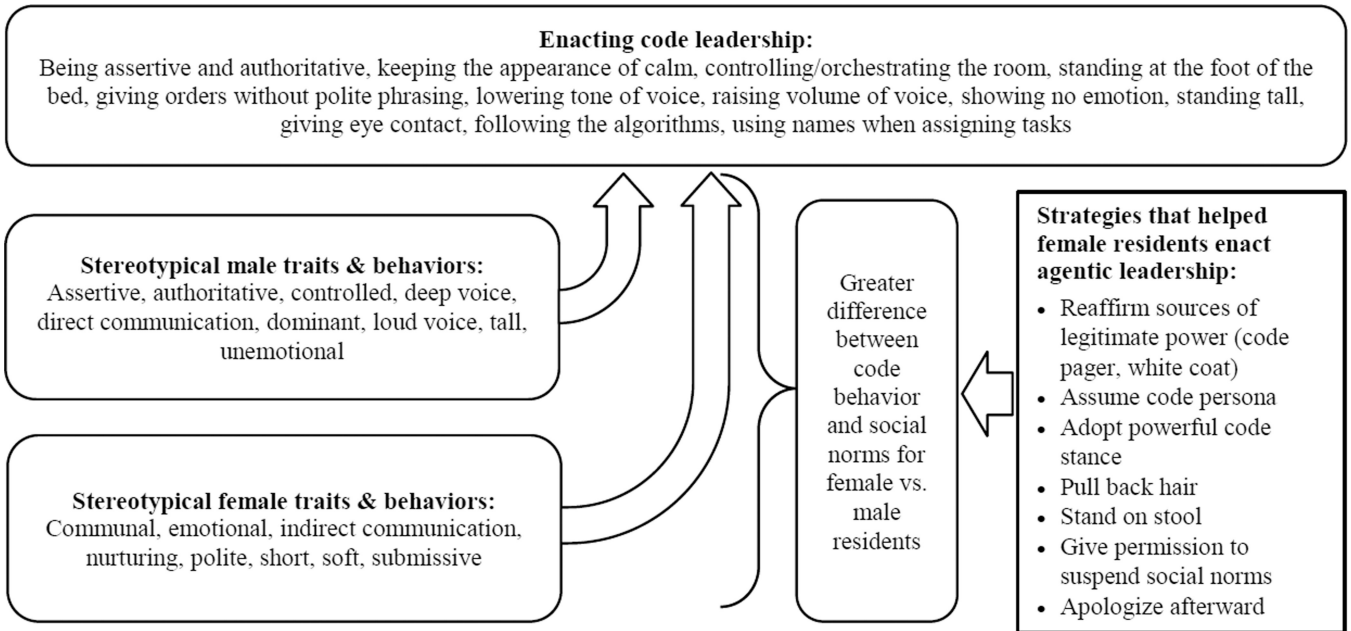 Enacting code leadership:
Being assertive and authoritative, keeping the appearance of calm, controlling/orchestrating the room, standing at the foot of the
bed, giving orders without polite phrasing, lowering tone of voice, raising volume of voice, showing no emotion, standing tall,
giving eye contact, following the algorithms, using names when assigning tasks
Stereotypical male traits & behaviors:
Assertive, authoritative, controlled, deep voice,
direct communication, dominant, loud voice, tall,
unemotional
Stereotypical female traits & behaviors:
Communal, emotional, indirect communication,
nurturing, polite, short, soft, submissive
Greater
difference
between
code
behavior
and social
norms for
female vs.
male
residents
Strategies that helped
female residents enact
agentic leadership:
• Reaffirm sources of
legitimate power (code
pager, white coat)
• Assume code persona
• Adopt powerful code
stance
• Pull back hair
• Stand on stool
• Give permission to
suspend social norms
• Apologize afterward